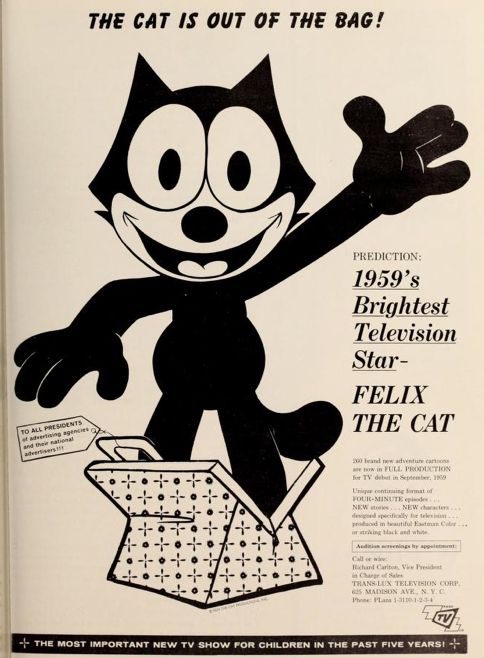 THE CAT IS OUT OF THE BAG!
PREDICTION:
1959's
Brightest
Television
Star-
FELIX
THE CAT
TO ALL PRESIDENTS
of advertising agencies
and their national
advertisers!!!
260 brand new adventure cartoons
are now in FULL PRODUCTION
for TV debut in September, 1959
Unique continuing format of
FOUR-MINUTE episodes . . .
NEW stories . . . NEW characters . . .
designed specifically for television . . .
produced in beautiful Eastman Color . . .
or striking black and white.
Audition screenings by appointment:
Call or wire:
Richard Carlton, Vice President
in Charge of Sales
TRANS-LUX TELEVISION CORP.
625 MADISON AVE., N. Y. C.
Phone: PLaza 1-3110-1-2-3-4
TV
THE MOST IMPORTANT NEW TV SHOW FOR CHILDREN IN THE PAST FIVE YEARS!